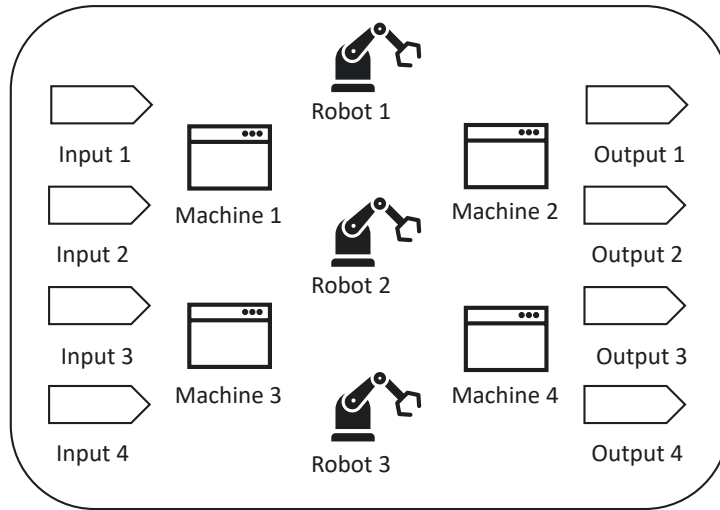 Robot 1
Input 1
Output 1
Machine 1
Machine 2
Input 2
Output 2
Robot 2
Input 3
Output 3
Machine 3
Machine 4
Input 4
Output 4
Robot 3